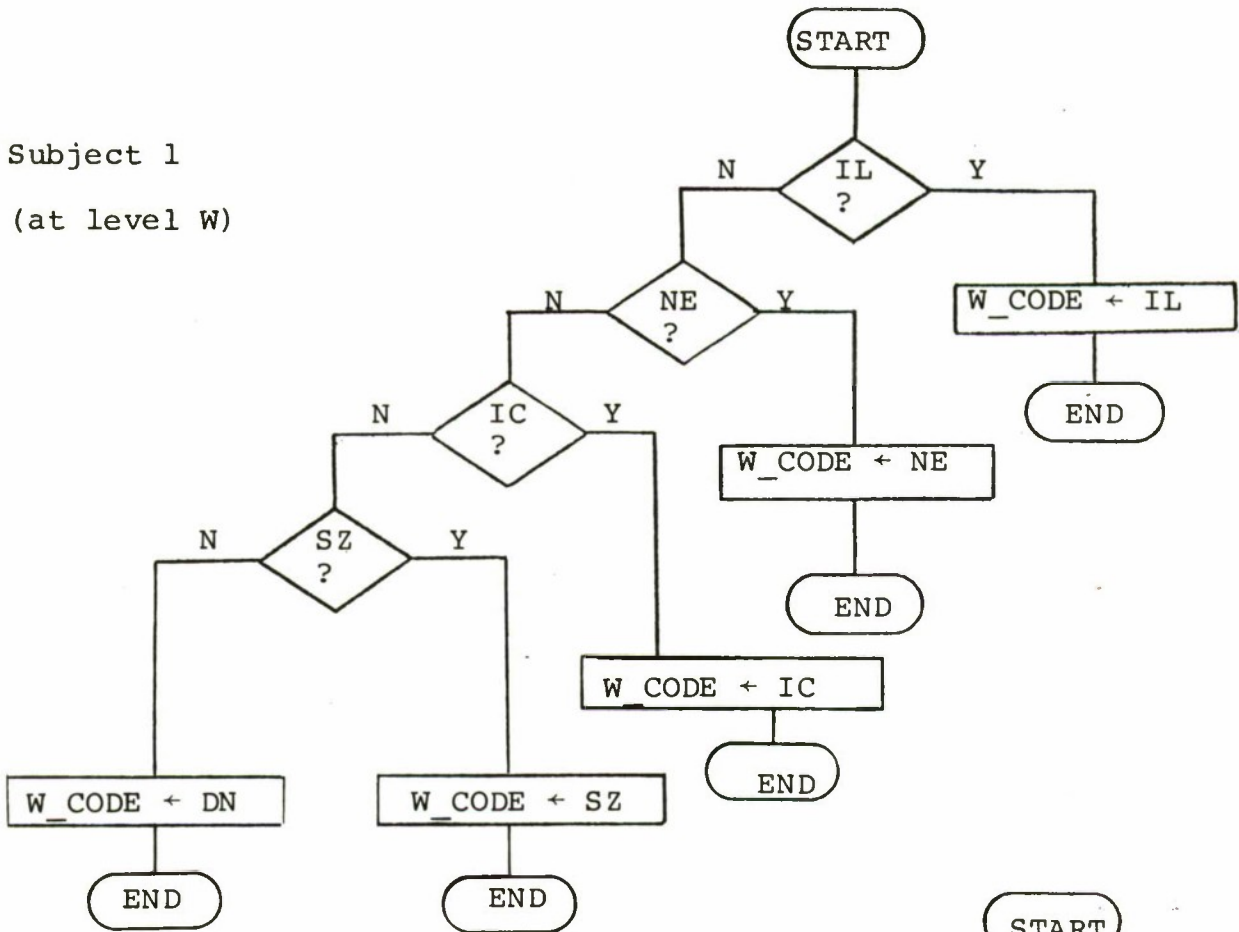 START
Subject 1
(at level W)
N
IL
?
Y
N
NE
?
Y
W_CODE ← IL
END
N
IC
?
Y
W_CODE ← NE
N
SZ
?
Y
END
W_CODE ← IC
END
W_CODE ← DN
W_CODE ← SZ
END
END
START